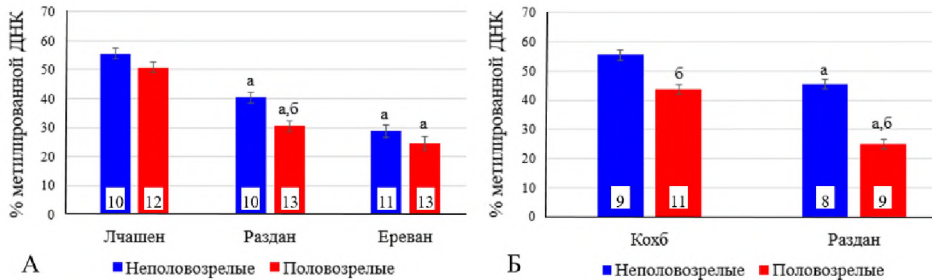 % метилированной ДНК
70
60
50
40
30
20
10
0
а
а,б
а
а
10
12
10
13
11
13
Лчашен
Раздан
Ереван
А
Неполовозрелые
Половозрелые
% метилированной ДНК
70
60
50
40
30
20
10
0
б
а
а,б
9
11
8
9
Кохб
Раздан
Б
Неполовозрелые
Половозрелые